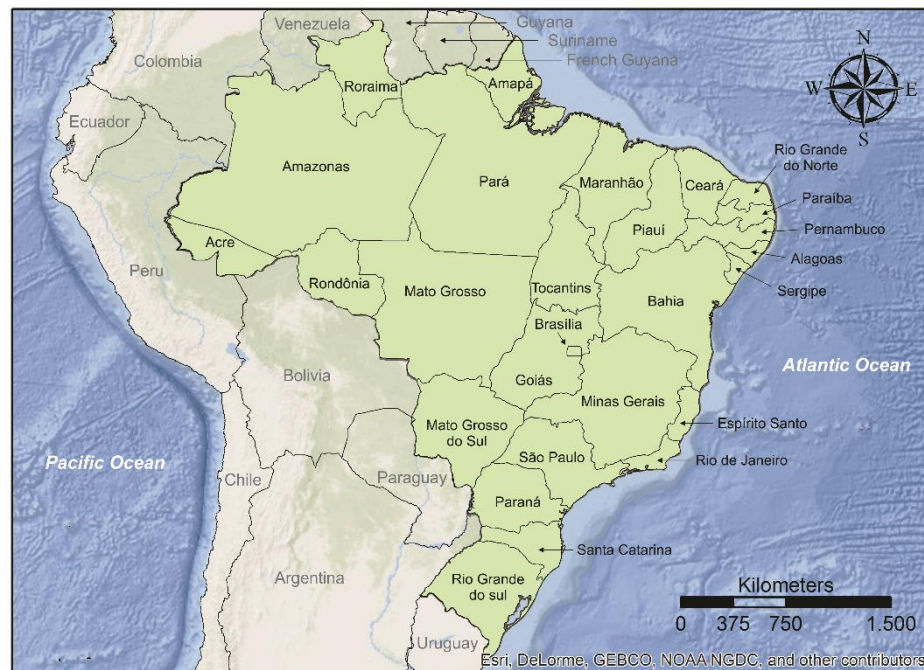 Venezuela
Guyana
Suriname
French Guyana
Colombia
N
W
E
S
Roraima
Amapá
Ecuador
Rio Grande
do Norte
Amazonas
Pará
Maranhão
Ceará
Paraíba
Piauí
Pernambuco
Acre
Alagoas
Peru
Rondônia
Mato Grosso
Tocantins
Bahia
Sergipe
Brasília
Bolivia
Goiás
Atlantic Ocean
Minas Gerais
Mato Grosso
do Sul
Espírito Santo
Pacific Ocean
São Paulo
Rio de Janeiro
Chile
Paraguay
Paraná
Santa Catarina
Argentina
Rio Grande
do sul
Kilometers
0 375 750 1.500
Uruguay
Esri, DeLorme, GEBCO, NOAA NGDC, and other contributors